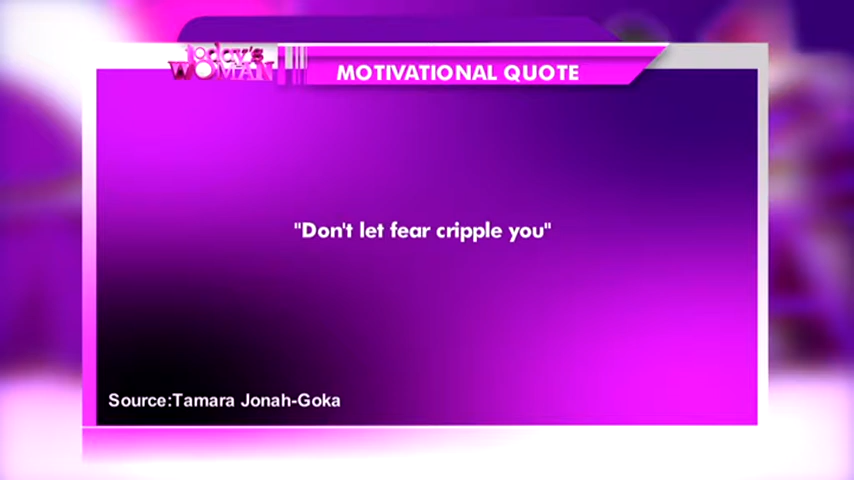 today's
WOMAN
MOTIVATIONAL QUOTE
"Don't let fear cripple you"
Source:Tamara Jonah-Goka